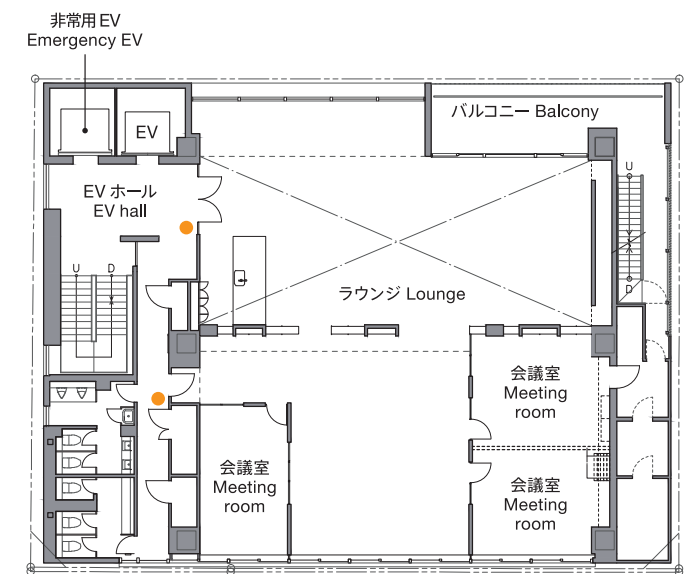 非常用EV
Emergency EV
バルコニー Balcony
EV
EV ホール
EV hall
U
U D
D
ラウンジ Lounge
会議室
Meeting
room
会議室
Meeting
room
会議室
Meeting
room